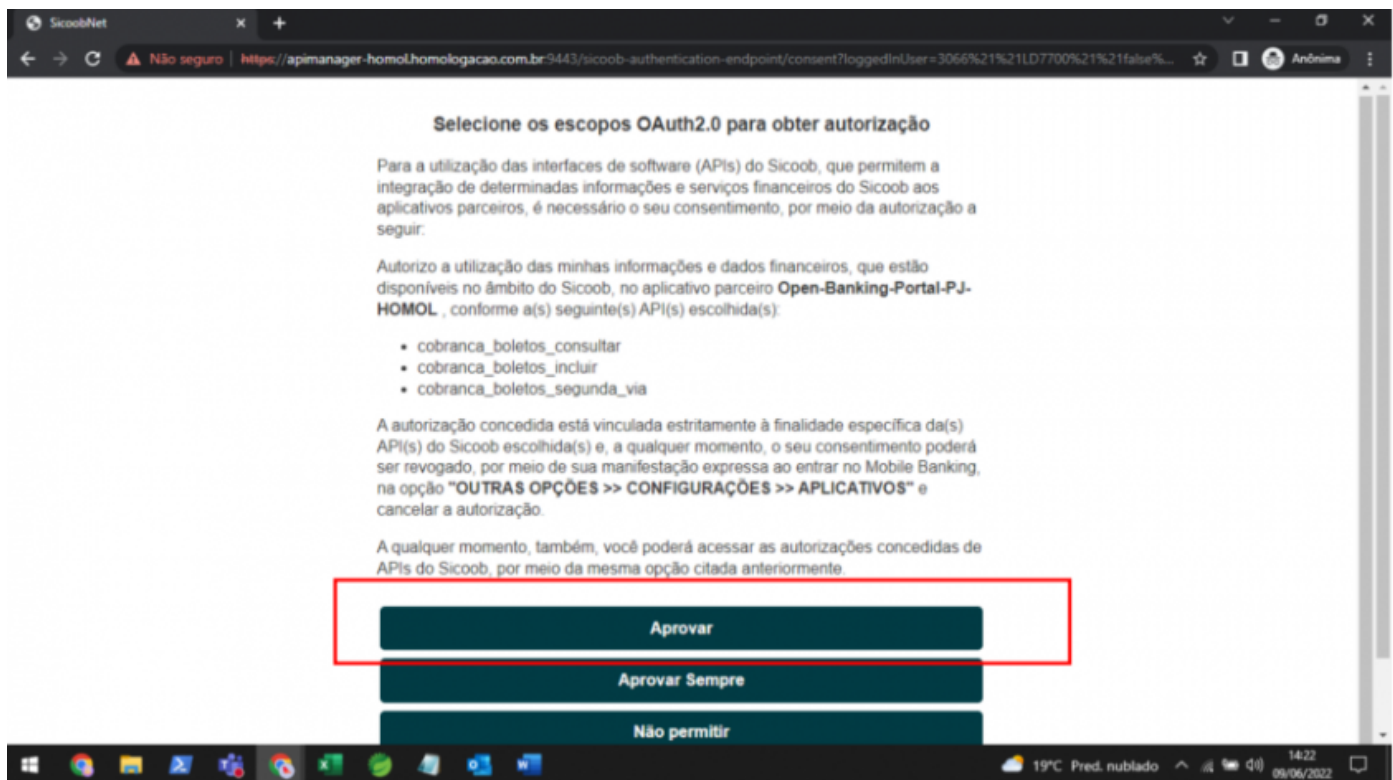 SicoobNet
Não seguro | https://apimanager-homol.homologacao.com.br:9443/sicoob-authentication-endpoint/consent?loggedInUser=3066%21%21LD7700%21%21false%...
Anônima
Selecione os escopos OAuth2.0 para obter autorização
Para a utilização das interfaces de software (APIs) do Sicoob, que permitem a
integração de determinadas informações e serviços financeiros do Sicoob aos
aplicativos parceiros, é necessário o seu consentimento, por meio da autorização a
seguir:
Autorizo a utilização das minhas informações e dados financeiros, que estão
disponíveis no âmbito do Sicoob, no aplicativo parceiro Open-Banking-Portal-PJ-
HOMOL , conforme a(s) seguinte(s) API(s) escolhida(s):
• cobranca_boletos_consultar
• cobranca_boletos_incluir
• cobranca_boletos_segunda_via
A autorização concedida está vinculada estritamente à finalidade específica da(s)
API(s) do Sicoob escolhida(s) e, a qualquer momento, o seu consentimento poderá
ser revogado, por meio de sua manifestação expressa ao entrar no Mobile Banking,
na opção "OUTRAS OPÇÕES >> CONFIGURAÇÕES >> APLICATIVOS" e
cancelar a autorização.
A qualquer momento, também, você poderá acessar as autorizações concedidas de
APIs do Sicoob, por meio da mesma opção citada anteriormente.
Aprovar
Aprovar Sempre
Não permitir
19°C Pred. nublado
14:22
09/06/2022